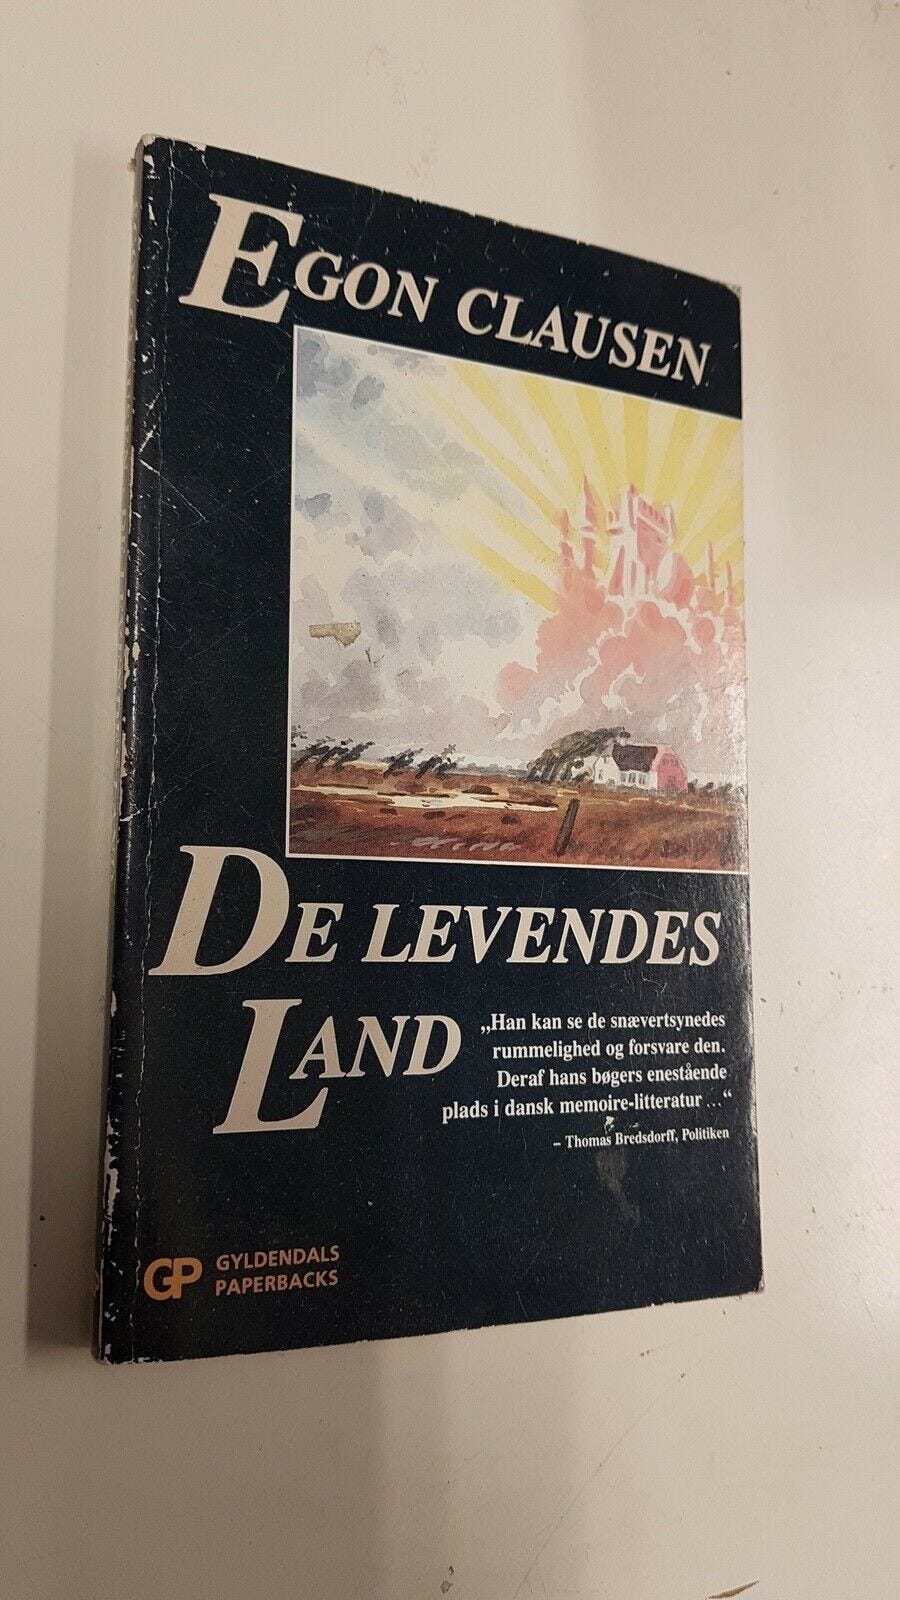 EGON CLAUSEN
DE LEVENDES
LAND
„Han kan se de snævertsynedes
rummelighed og forsvare den.
Deraf hans bøgers enestående
plads i dansk memoire-litteratur ...“
– Thomas Bredsdorff, Politiken
GP GYLDENDALS
PAPERBACKS